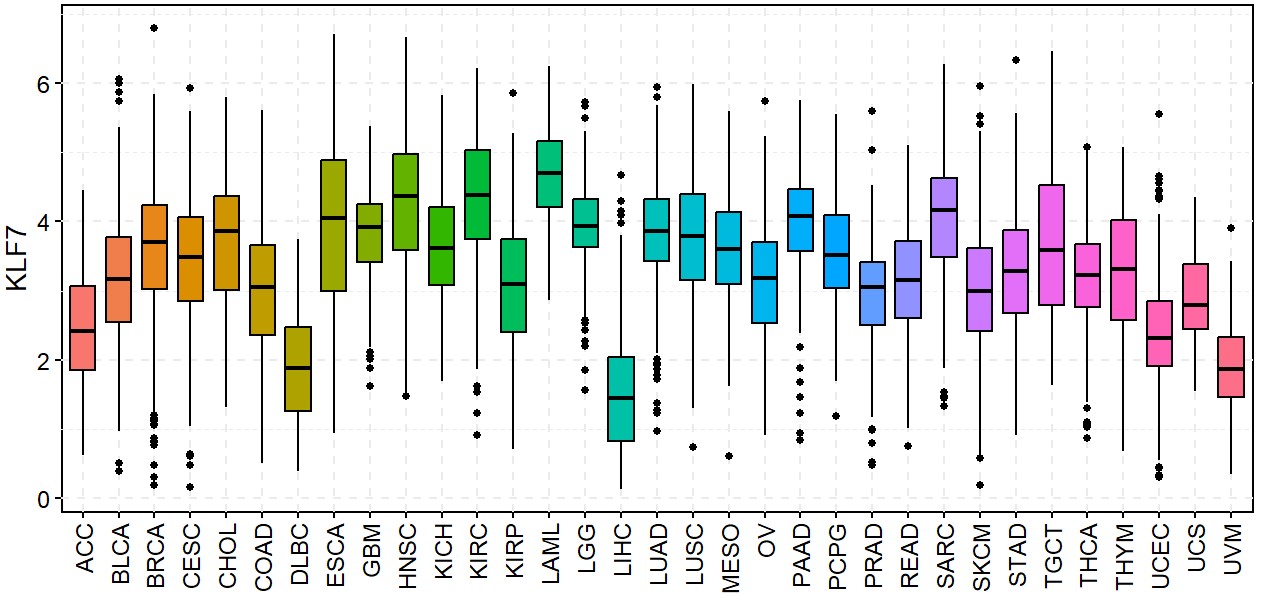 KLF7
6
4
2
0
ACC
BLCA
BRCA
CESC
CHOL
COAD
DLBC
ESCA
GBM
HNSC
KICH
KIRC
KIRP
LAML
LGG
LIHC
LUAD
LUSC
MESO
OV
PAAD
PCPG
PRAD
READ
SARC
SKCM
STAD
TGCT
THCA
THYM
UCEC
UCS
UVM